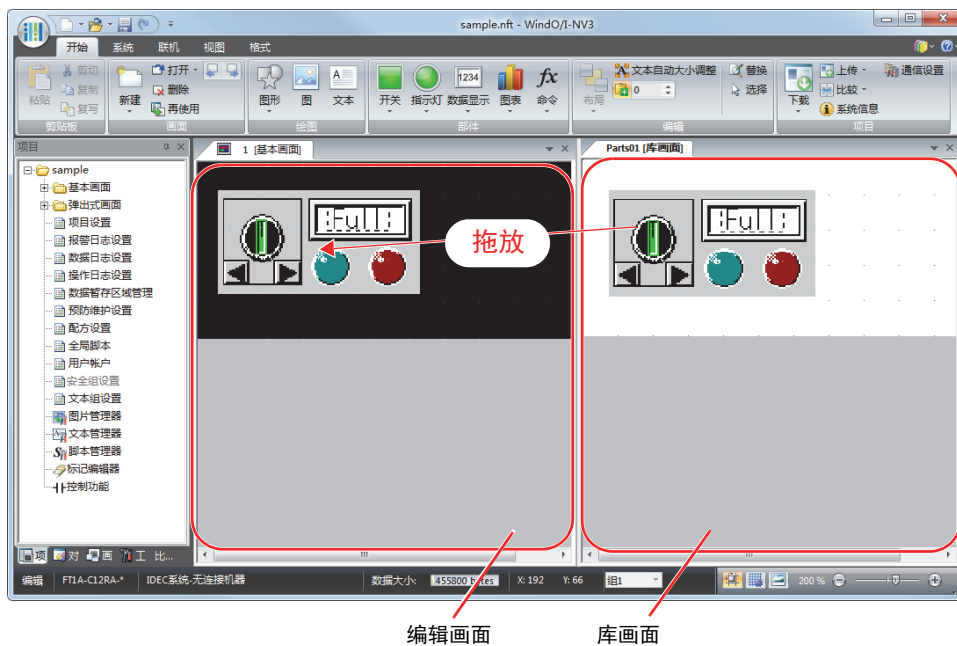 sample.nft - WindO/I-NV3
开始 系统 联机 视图 格式
粘贴 剪切 复制 复写 剪贴板
新建 打开 删除 再使用 画面
图形 图 文本 绘图
开关 指示灯 数据显示 图表 命令 部件
1234
fx
布局 文本自动大小调整 0 替换 选择 编辑
下载 上传 比较 系统信息 通信设置 项目
项目
1 [基本画面]
Parts01 [库画面]
sample
基本画面
弹出式画面
项目设置
报警日志设置
数据日志设置
操作日志设置
数据暂存区域管理
预防维护设置
配方设置
全局脚本
用户帐户
安全组设置
文本组设置
图片管理器
文本管理器
脚本管理器
标记编辑器
控制功能
Full
拖放
Full
项 对 画 工 比...
编辑 FT1A-C12RA-* IDEC系统-无连接机器 数据大小: 455800 bytes X: 192 Y: 66 组1 200 %
编辑画面
库画面